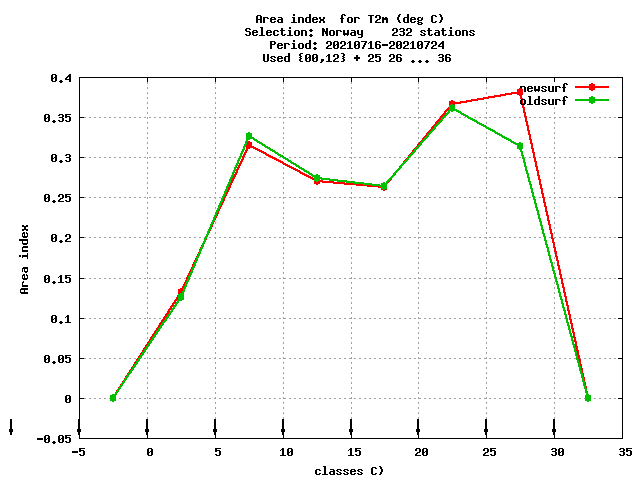 Area index  for T2m (deg C)
Selection: Norway    232 stations
Period: 20210716-20210724
Used {00,12} + 25 26 ... 36
newsurf
oldsurf
0.4
0.35
0.3
0.25
0.2
0.15
0.1
0.05
0
-0.05
Area index
-5 0 5 10 15 20 25 30 35
classes C)